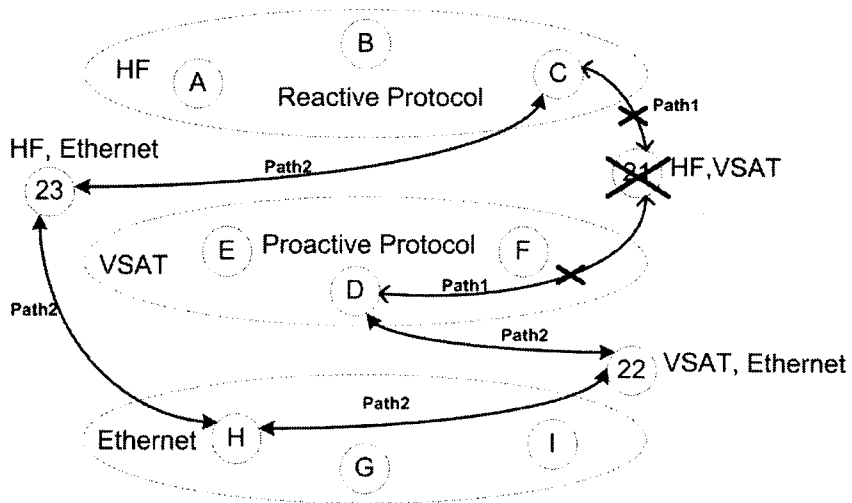 B
HF
A
C
Reactive Protocol
Path1
HF, Ethernet
Path2
21
HF,VSAT
23
E
Proactive Protocol
F
VSAT
D
Path1
Path2
Path2
22
VSAT, Ethernet
Path2
Ethernet
H
I
G